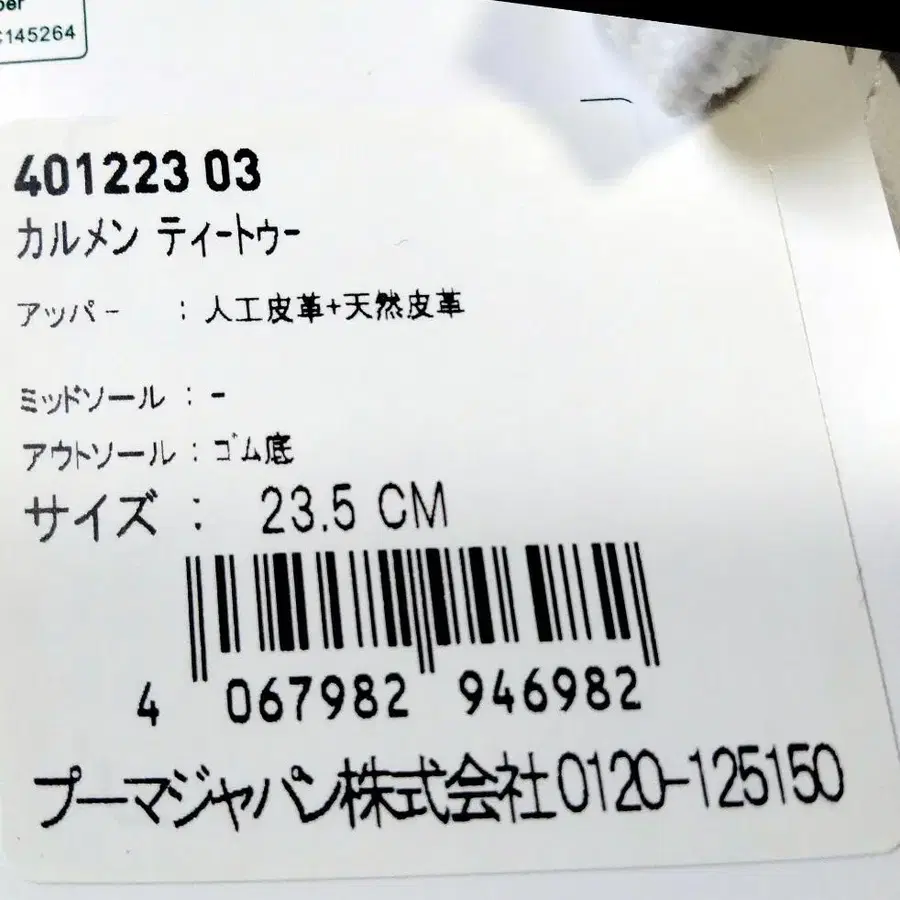 C145264
401223 03
カルメン ティートゥー
アッパー : 人工皮革+天然皮革
ミッドソール : -
アウトソール : ゴム底
サイズ : 23.5 CM
4 067982 946982
プーマジャパン株式会社0120-125150